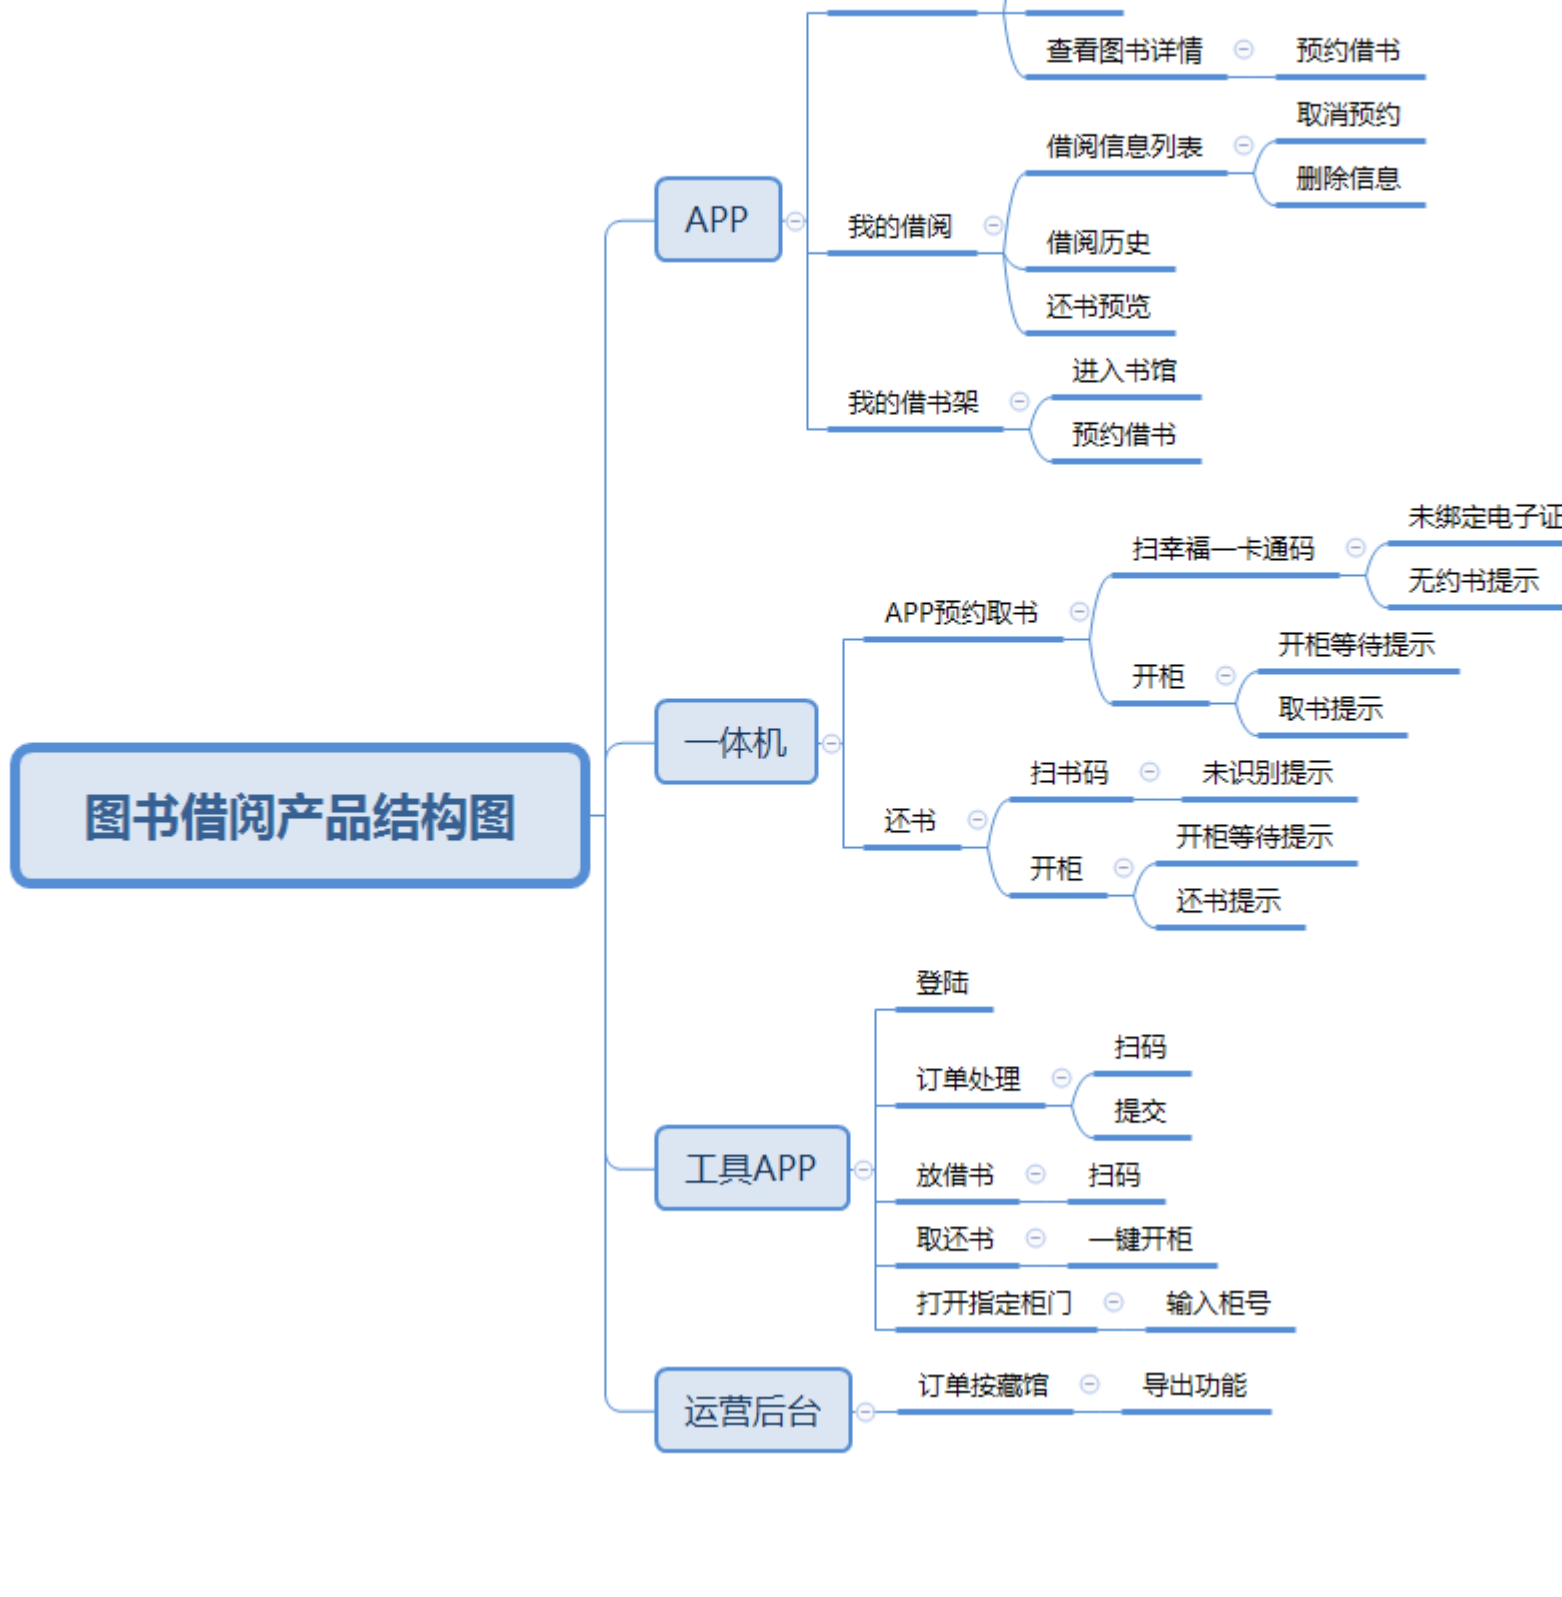 查看图书详情
预约借书
取消预约
借阅信息列表
删除信息
APP
我的借阅
借阅历史
还书预览
进入书馆
我的借书架
预约借书
未绑定电子证
扫幸福一卡通码
无约书提示
APP预约取书
开柜等待提示
开柜
取书提示
一体机
扫书码
未识别提示
还书
开柜等待提示
开柜
还书提示
图书借阅产品结构图
登陆
扫码
订单处理
提交
工具APP
放借书
扫码
取还书
一键开柜
打开指定柜门
输入柜号
运营后台
订单按藏馆
导出功能